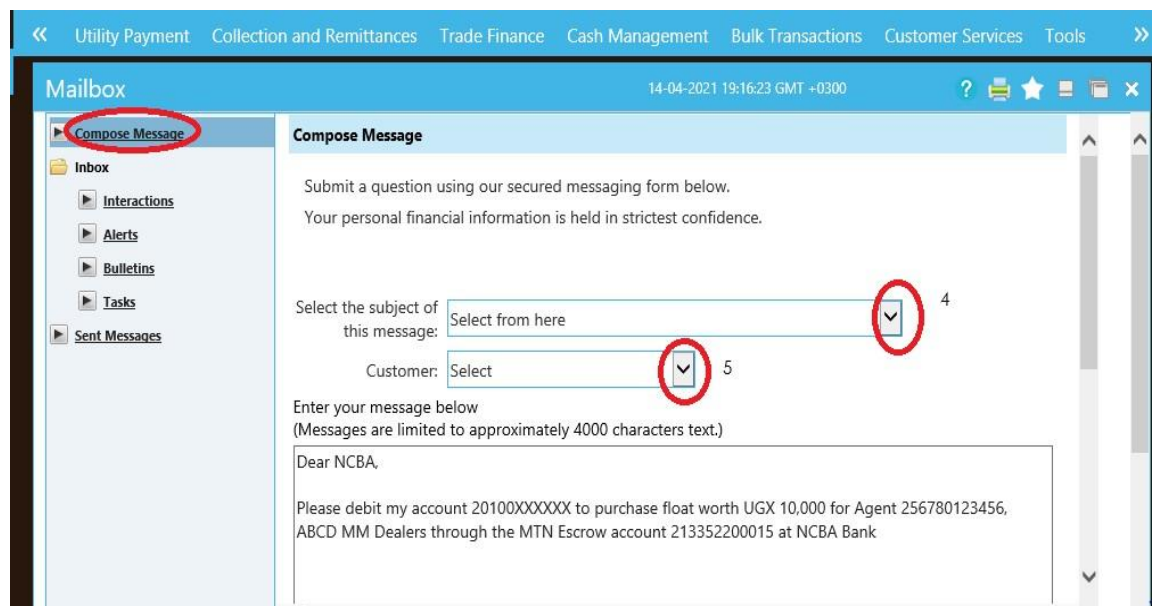 « Utility Payment Collection and Remittances Trade Finance Cash Management Bulk Transactions Customer Services Tools »
Mailbox 14-04-2021 19:16:23 GMT +0300 ?
Compose Message
Inbox
Interactions
Alerts
Bulletins
Tasks
Sent Messages
Compose Message
Submit a question using our secured messaging form below.
Your personal financial information is held in strictest confidence.
Select the subject of
this message:
Select from here
4
Customer: Select 5
Enter your message below
(Messages are limited to approximately 4000 characters text.)
Dear NCBA,
Please debit my account 20100XXXXXX to purchase float worth UGX 10,000 for Agent 256780123456,
ABCD MM Dealers through the MTN Escrow account 213352200015 at NCBA Bank